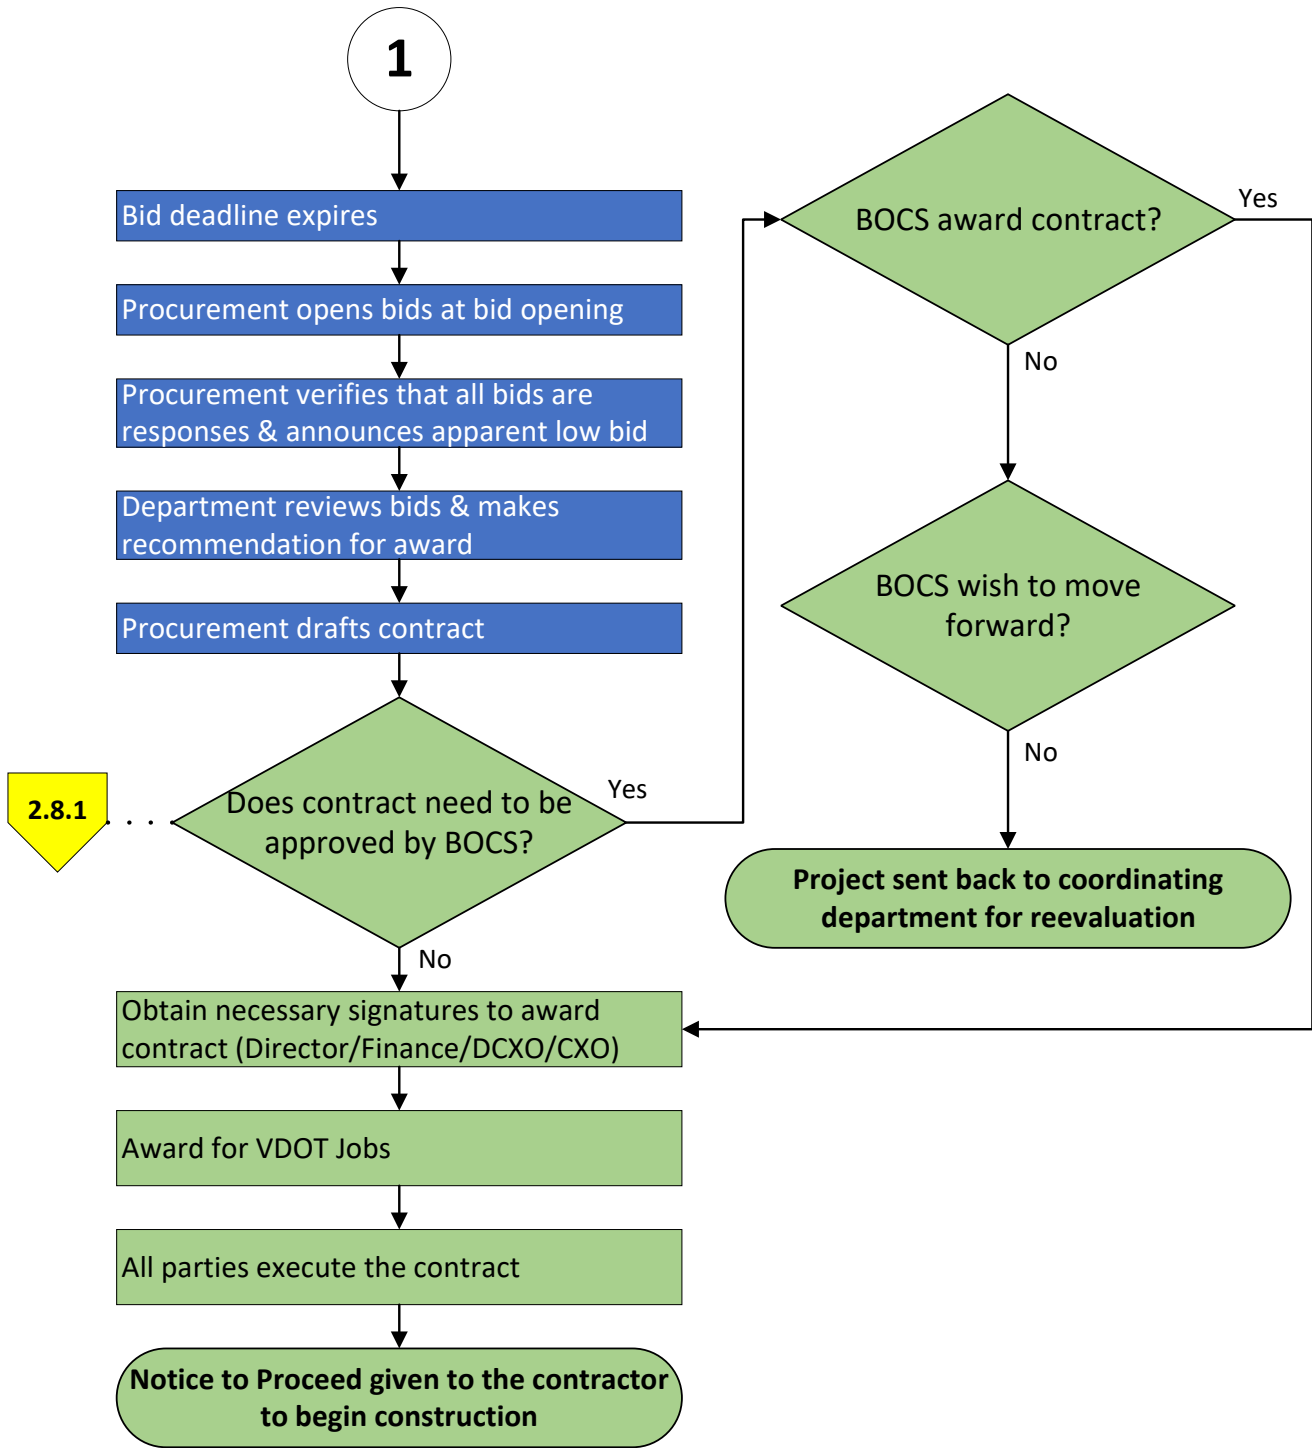 1
Bid deadline expires
Procurement opens bids at bid opening
Procurement verifies that all bids are
responses & announces apparent low bid
Department reviews bids & makes
recommendation for award
Procurement drafts contract
2.8.1
Does contract need to be
approved by BOCS?
Yes
No
Obtain necessary signatures to award
contract (Director/Finance/DCXO/CXO)
Award for VDOT Jobs
All parties execute the contract
Notice to Proceed given to the contractor
to begin construction
BOCS award contract?
Yes
No
BOCS wish to move
forward?
No
Project sent back to coordinating
department for reevaluation